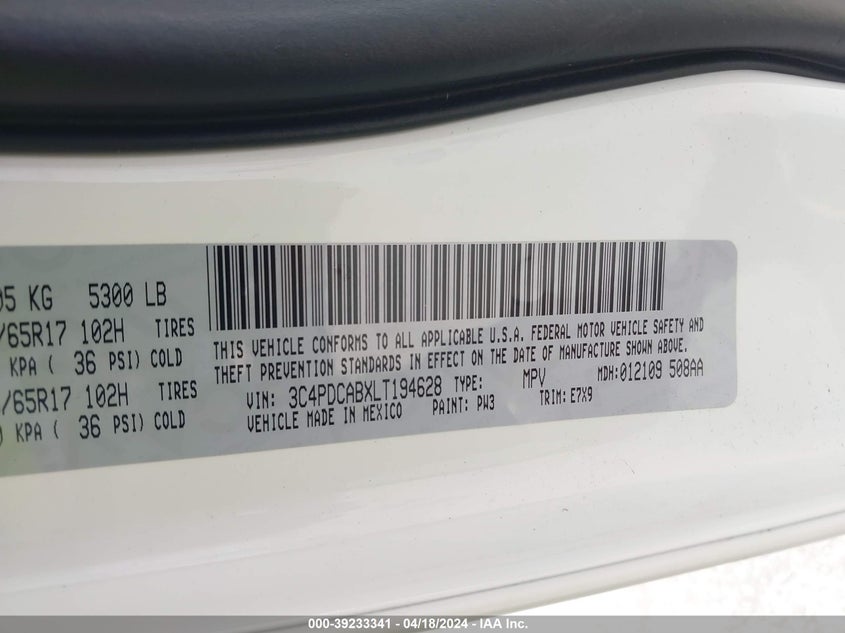 05 KG 5300 LB
/65R17 102H TIRES
KPA ( 36 PSI) COLD
/65R17 102H TIRES
KPA ( 36 PSI) COLD
THIS VEHICLE CONFORMS TO ALL APPLICABLE U.S.A. FEDERAL MOTOR VEHICLE SAFETY AND
THEFT PREVENTION STANDARDS IN EFFECT ON THE DATE OF MANUFACTURE SHOWN ABOVE.
VIN: 3C4PDCABXLT194628 TYPE: MPV MDH:012109 508AA
VEHICLE MADE IN MEXICO PAINT: PW3 TRIM: E7X9
000-39233341 - 04/18/2024 - IAA Inc.